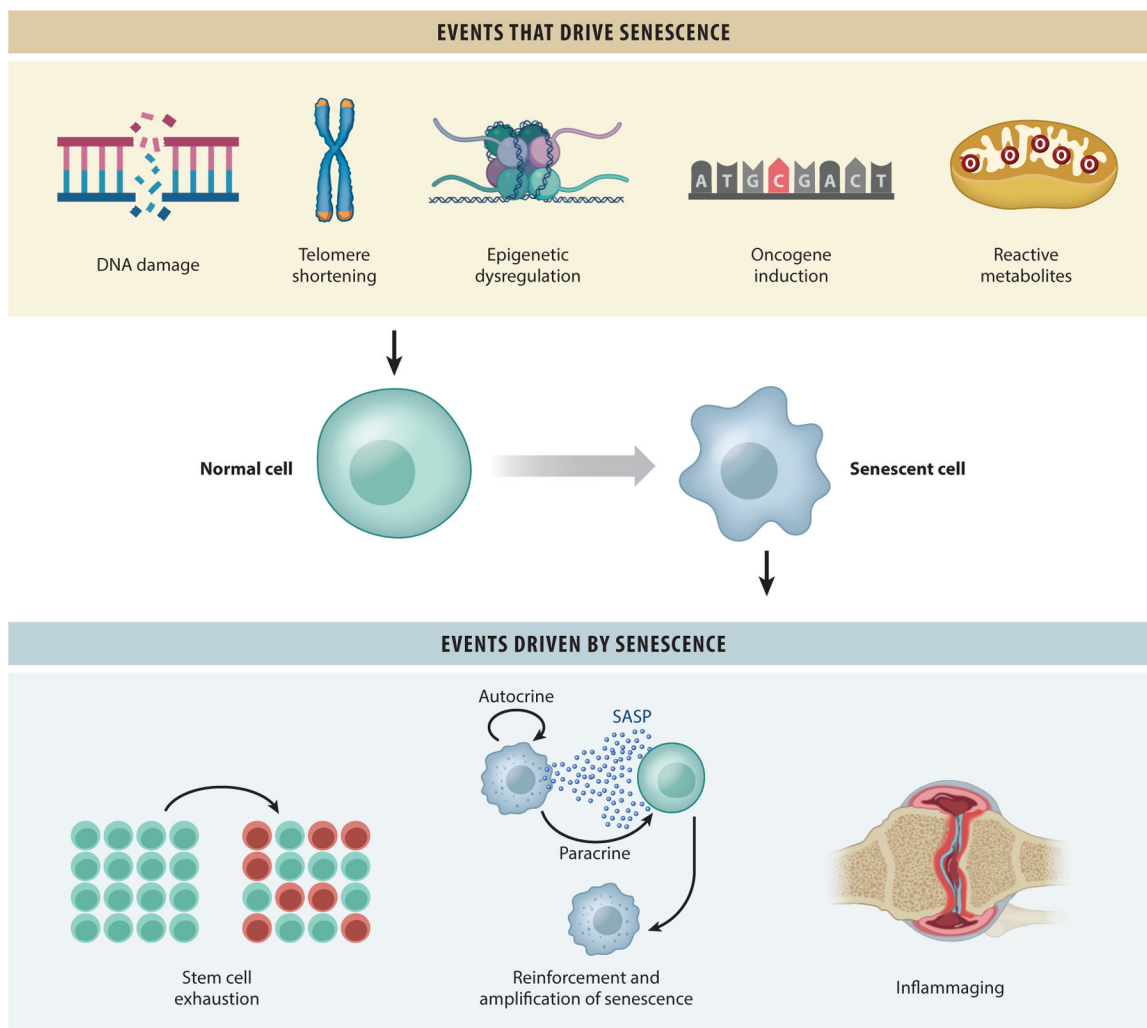 EVENTS THAT DRIVE SENESCENCE
A T G C G A C T
O O O O O
DNA damage
Telomere
shortening
Epigenetic
dysregulation
Oncogene
induction
Reactive
metabolites
Normal cell
Senescent cell
EVENTS DRIVEN BY SENESCENCE
Autocrine
SASP
Paracrine
Stem cell
exhaustion
Reinforcement and
amplification of senescence
Inflammaging